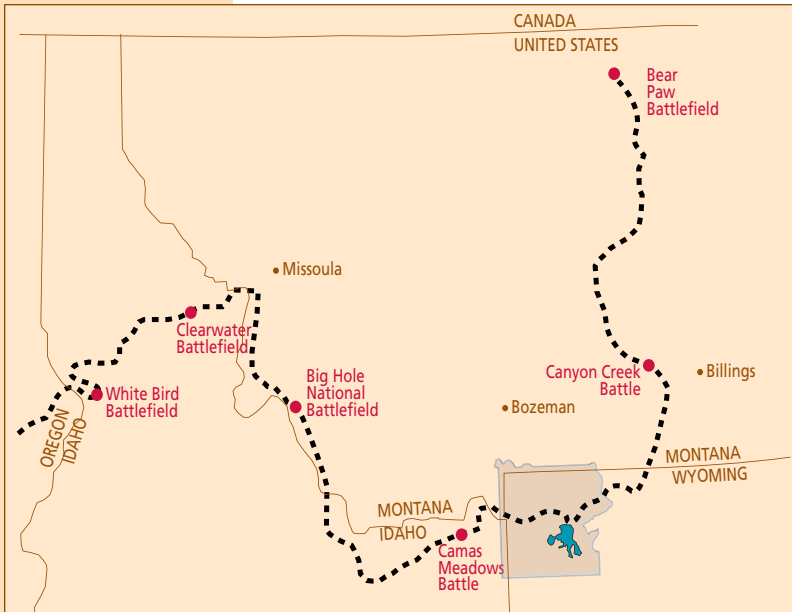 CANADA
UNITED STATES
Bear
Paw
Battlefield
Missoula
Clearwater
Battlefield
Big Hole
National
Battlefield
Canyon Creek
Battle
Billings
White Bird
Battlefield
Bozeman
OREGON
IDAHO
MONTANA
WYOMING
MONTANA
IDAHO
Camas
Meadows
Battle